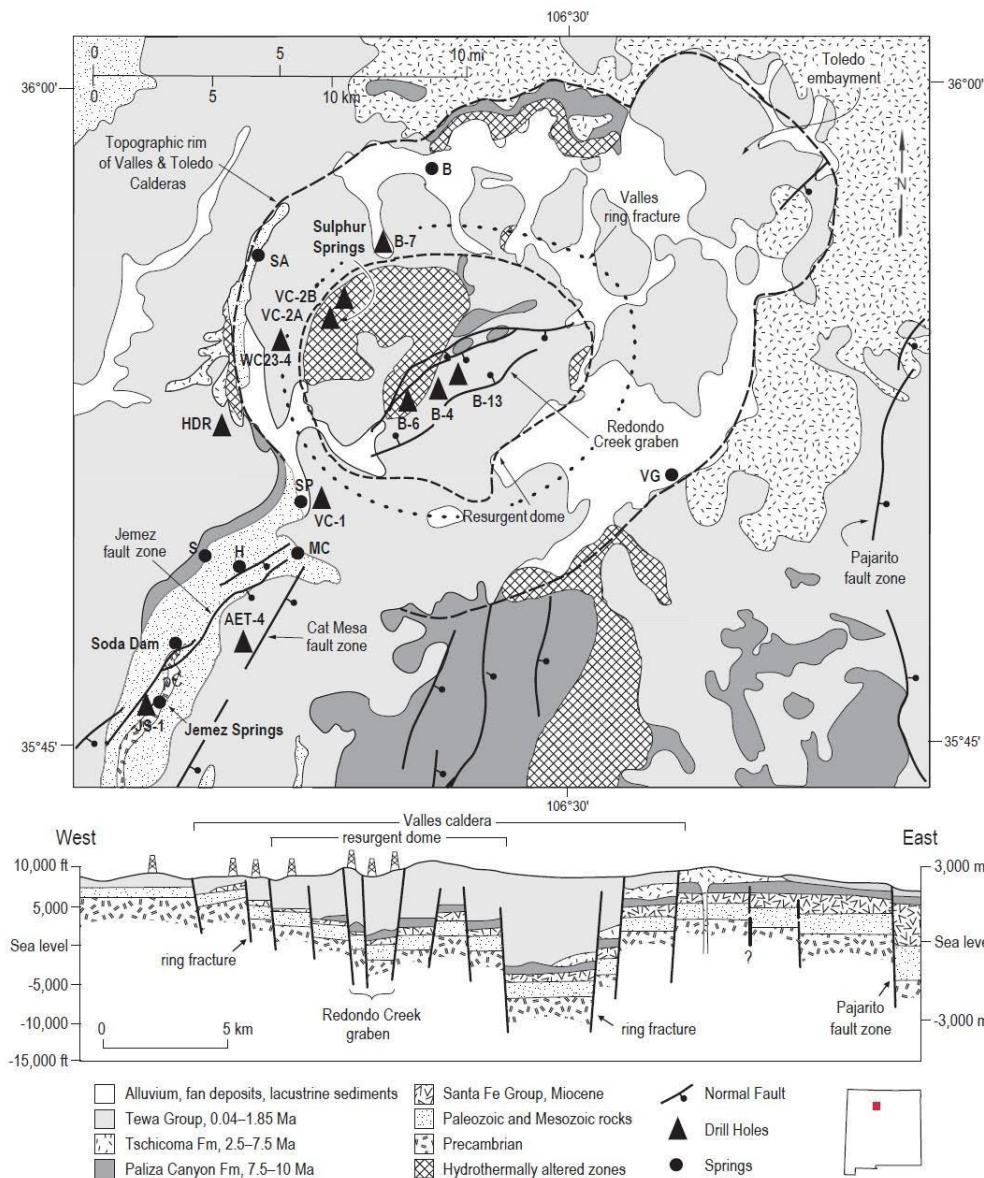 106°30'
0
5
10 mi
0
5
10 km
36°00'
36°00'
Toledo
embayment
Topographic rim
of Valles & Toledo
Calderas
B
N
Valles
ring fracture
Sulphur
Springs
B-7
SA
VC-2B
VC-2A
WC23-4
B-13
B-4
B-6
HDR
Redondo
Creek graben
SP
VG
VC-1
Resurgent dome
Jemez
fault zone
S
H
MC
Pajarito
fault zone
AET-4
Cat Mesa
fault zone
Soda Dam
JS-1
Jemez Springs
35°45'
35°45'
106°30'
West
Valles caldera
East
resurgent dome
10,000 ft
3,000 m
5,000
Sea level
Sea level
ring fracture
?
-5,000
Redondo Creek
graben
Pajarito
fault zone
-10,000
0
5 km
ring fracture
-3,000 m
-15,000 ft
Alluvium, fan deposits, lacustrine sediments
Tewa Group, 0.04–1.85 Ma
Tschicoma Fm, 2.5–7.5 Ma
Paliza Canyon Fm, 7.5–10 Ma
Santa Fe Group, Miocene
Paleozoic and Mesozoic rocks
Precambrian
Hydrothermally altered zones
Normal Fault
Drill Holes
Springs